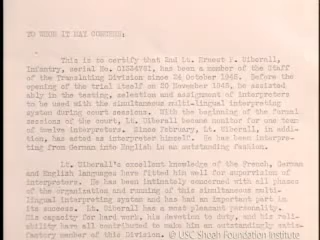 TO WHOM IT MAY CONCERN:
This is to certify that 2nd Lt. Ernest P. Uiberall,
Infantry, serial No. 01534761, has been a member of the Staff
of the Translating Division since 24 October 1945. Before the
opening of the trial itself on 20 November 1945, he assisted
ably in the testing, selection and assignment of interpreters
to be used with the simultaneous multi-lingual interpreting
system during court sessions. With the beginning of the formal
sessions of the court, Lt. Uiberall became monitor for one team
of twelve interpreters. Since February, Lt. Uiberall, in addi-
tion, has acted as interpreter himself. He has been interpre-
ting from German into English in an outstanding fashion.
Lt. Uiberall's excellent knowledge of the French, German
and English languages have fitted him well for supervision of
interpreters. He has been intimately concerned with all phases
of the organization and running of this simultaneous multi-
lingual interpreting system and has had an important part in
its success. Lt. Uiberall has a most pleasant personality.
His capacity for hard work, his devotion to duty, and his reli-
ability have all contributed to make him an outstandingly satis-
factory member of this Division.
© USC Shoah Foundation Institute